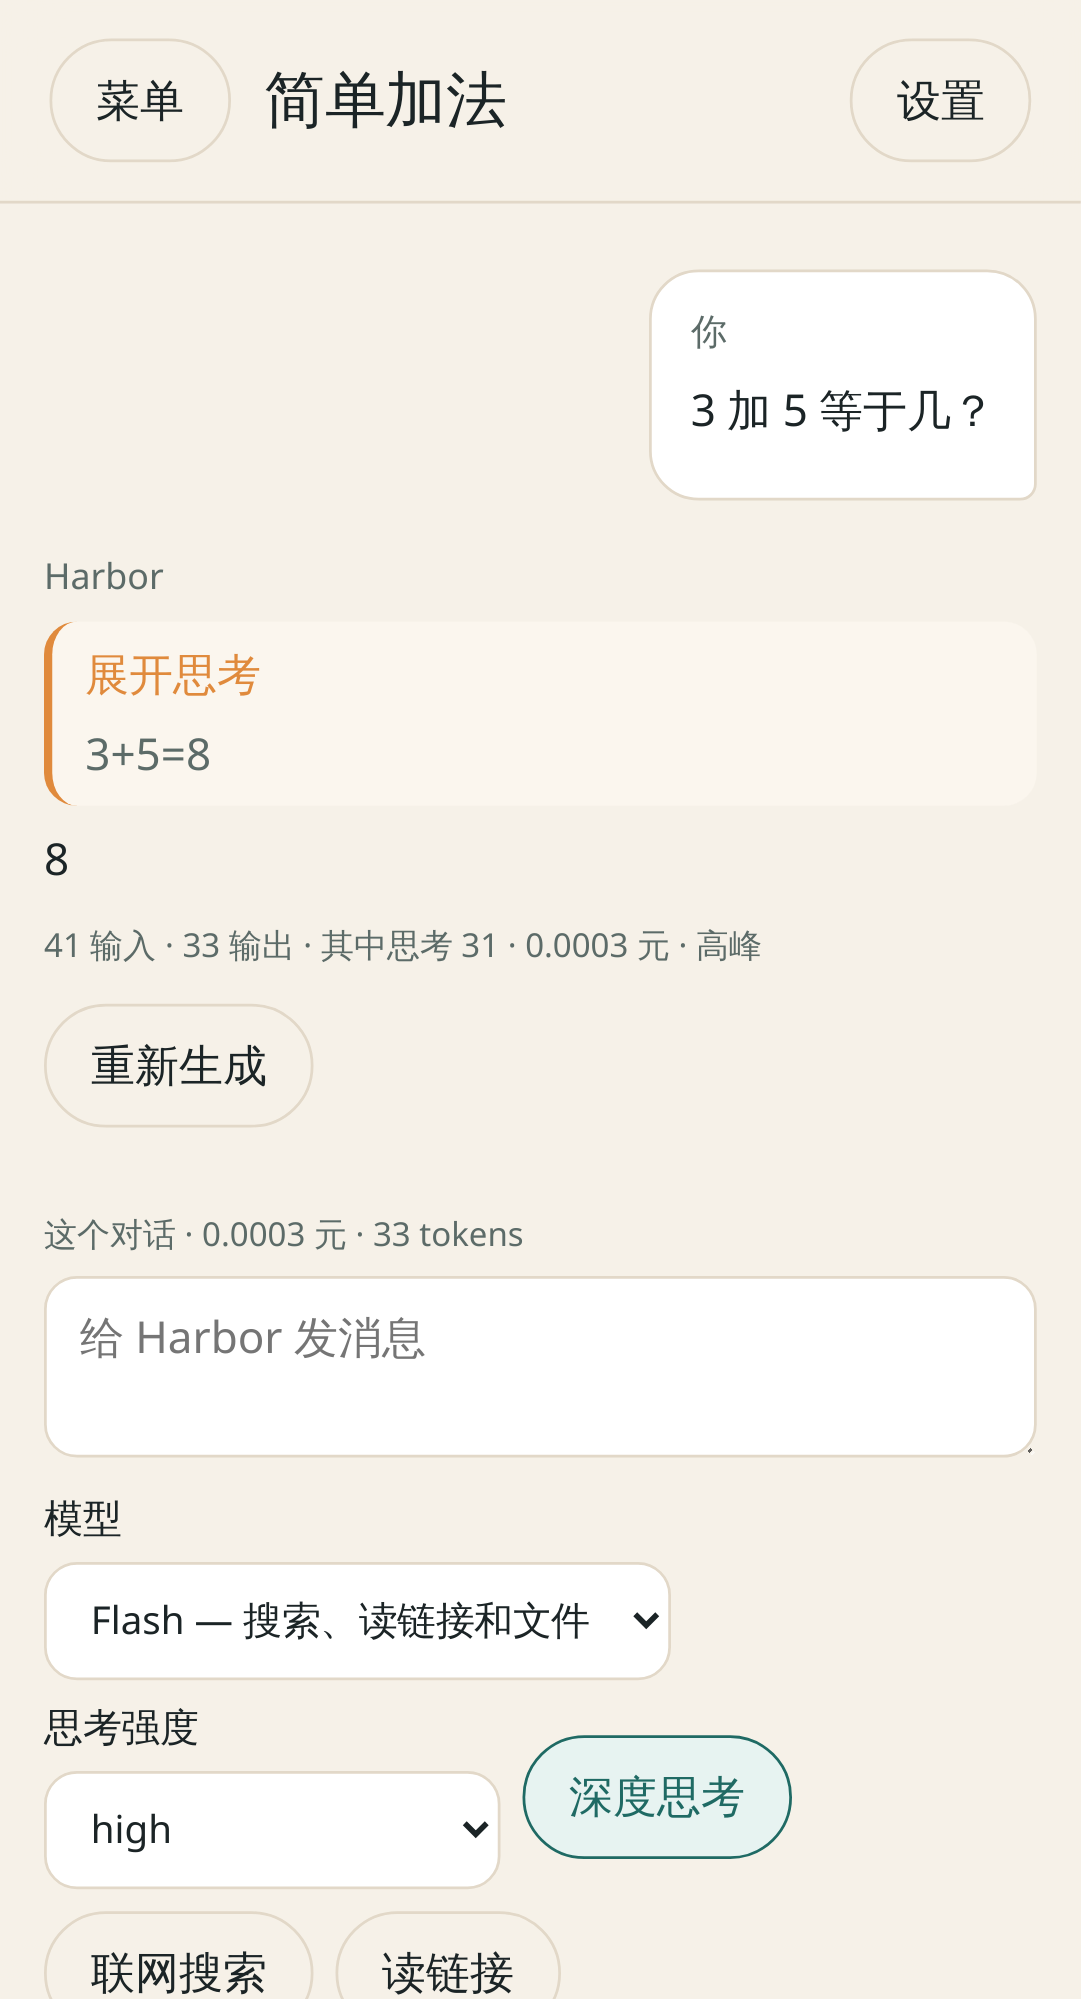 菜单
简单加法
设置
你
3 加 5 等于几？
Harbor
展开思考
3+5=8
8
41 输入 · 33 输出 · 其中思考 31 · 0.0003 元 · 高峰
重新生成
这个对话 · 0.0003 元 · 33 tokens
给 Harbor 发消息
模型
Flash — 搜索、读链接和文件
思考强度
high
深度思考
联网搜索
读链接